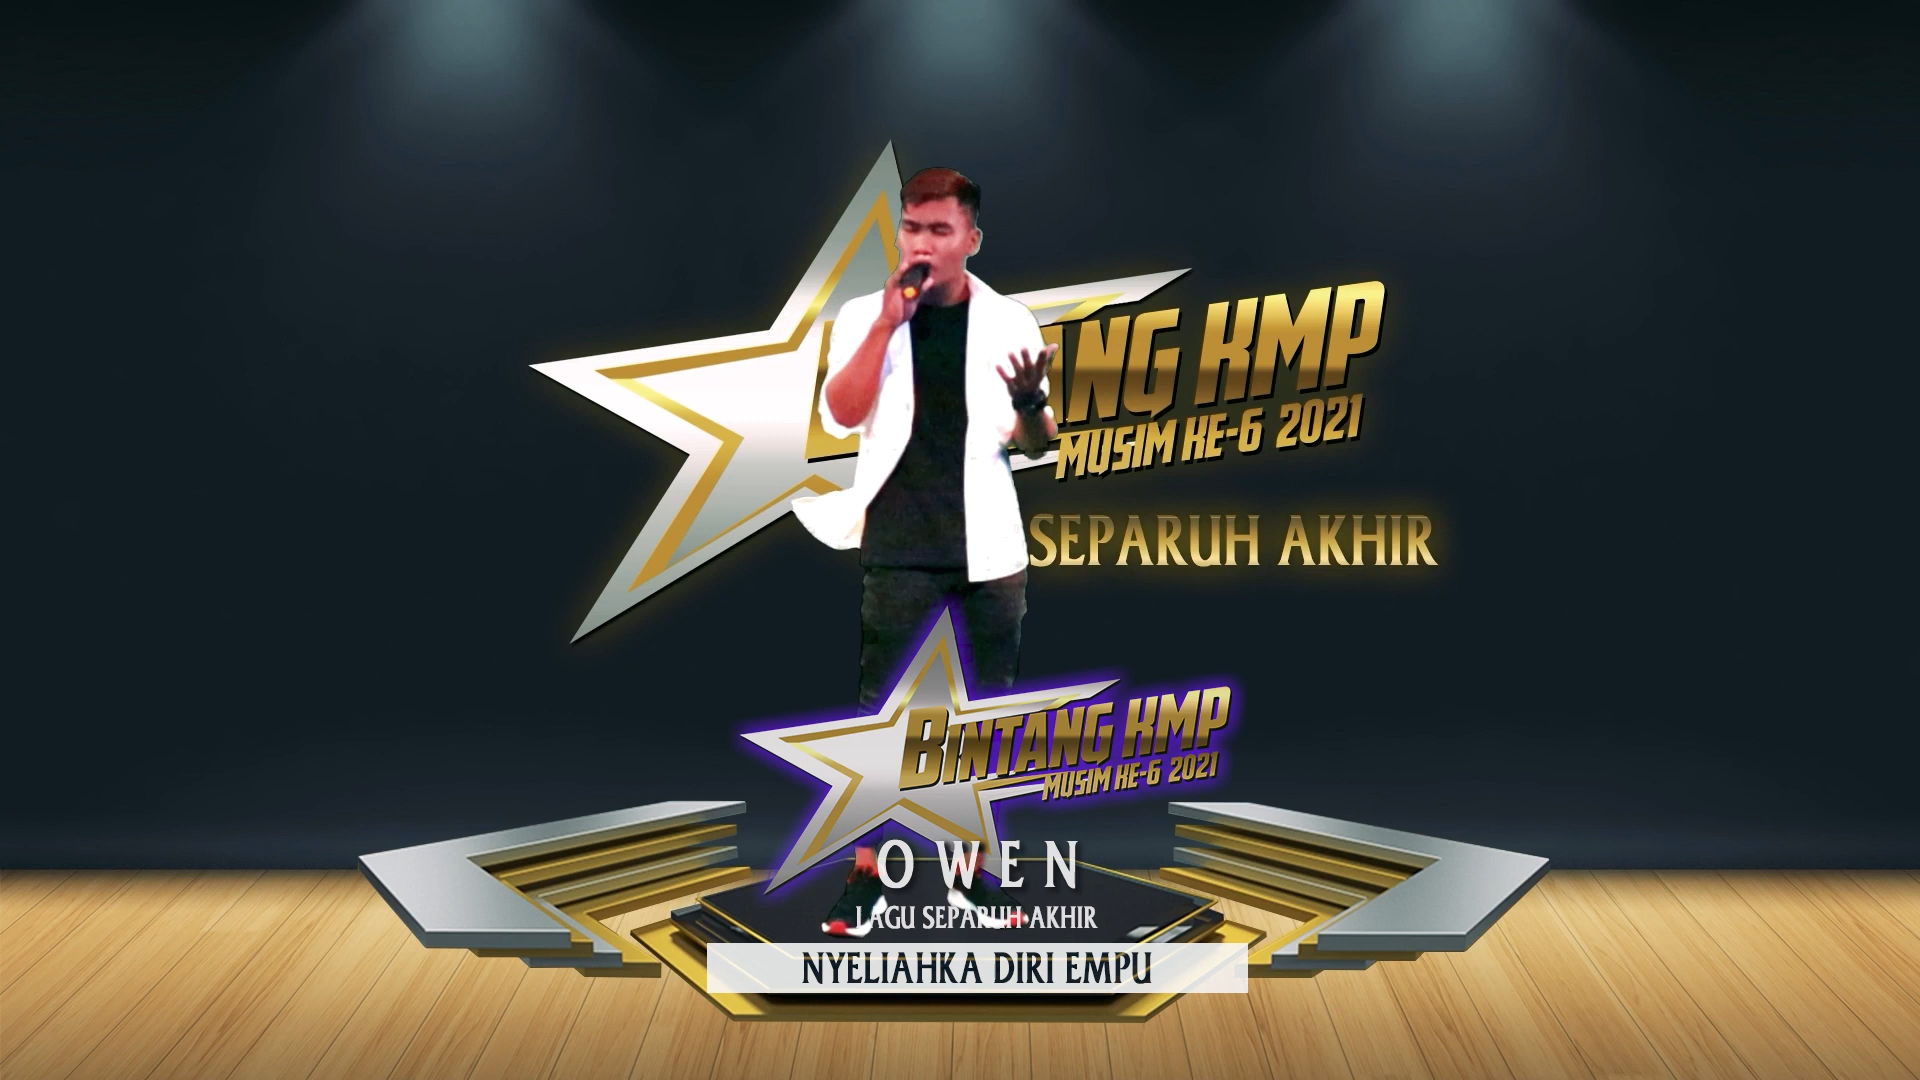 ANG KMP
MUSIM KE-6 2021
SEPARUH AKHIR
BINTANG KMP
MUSIM KE-6 2021
OWEN
LAGU SEPARUH AKHIR
NYELIAHKA DIRI EMPU